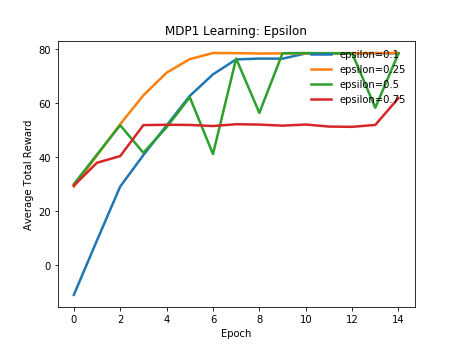 MDP1 Learning: Epsilon
Average Total Reward
80
60
40
20
0
epsilon=0.1
epsilon=0.25
epsilon=0.5
epsilon=0.75
0 2 4 6 8 10 12 14
Epoch